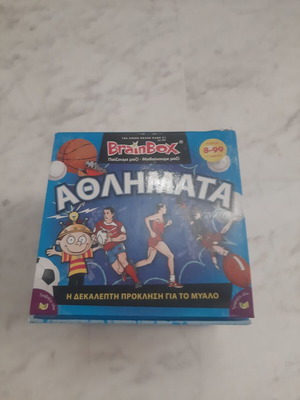 BrainBox
Παίζουμε μαζί - Μαθαίνουμε μαζί
8-99
ΑΘΛΗΜΑΤΑ
Η ΔΕΚΑΛΕΠΤΗ ΠΡΟΚΛΗΣΗ ΓΙΑ ΤΟ ΜΥΑΛΟ